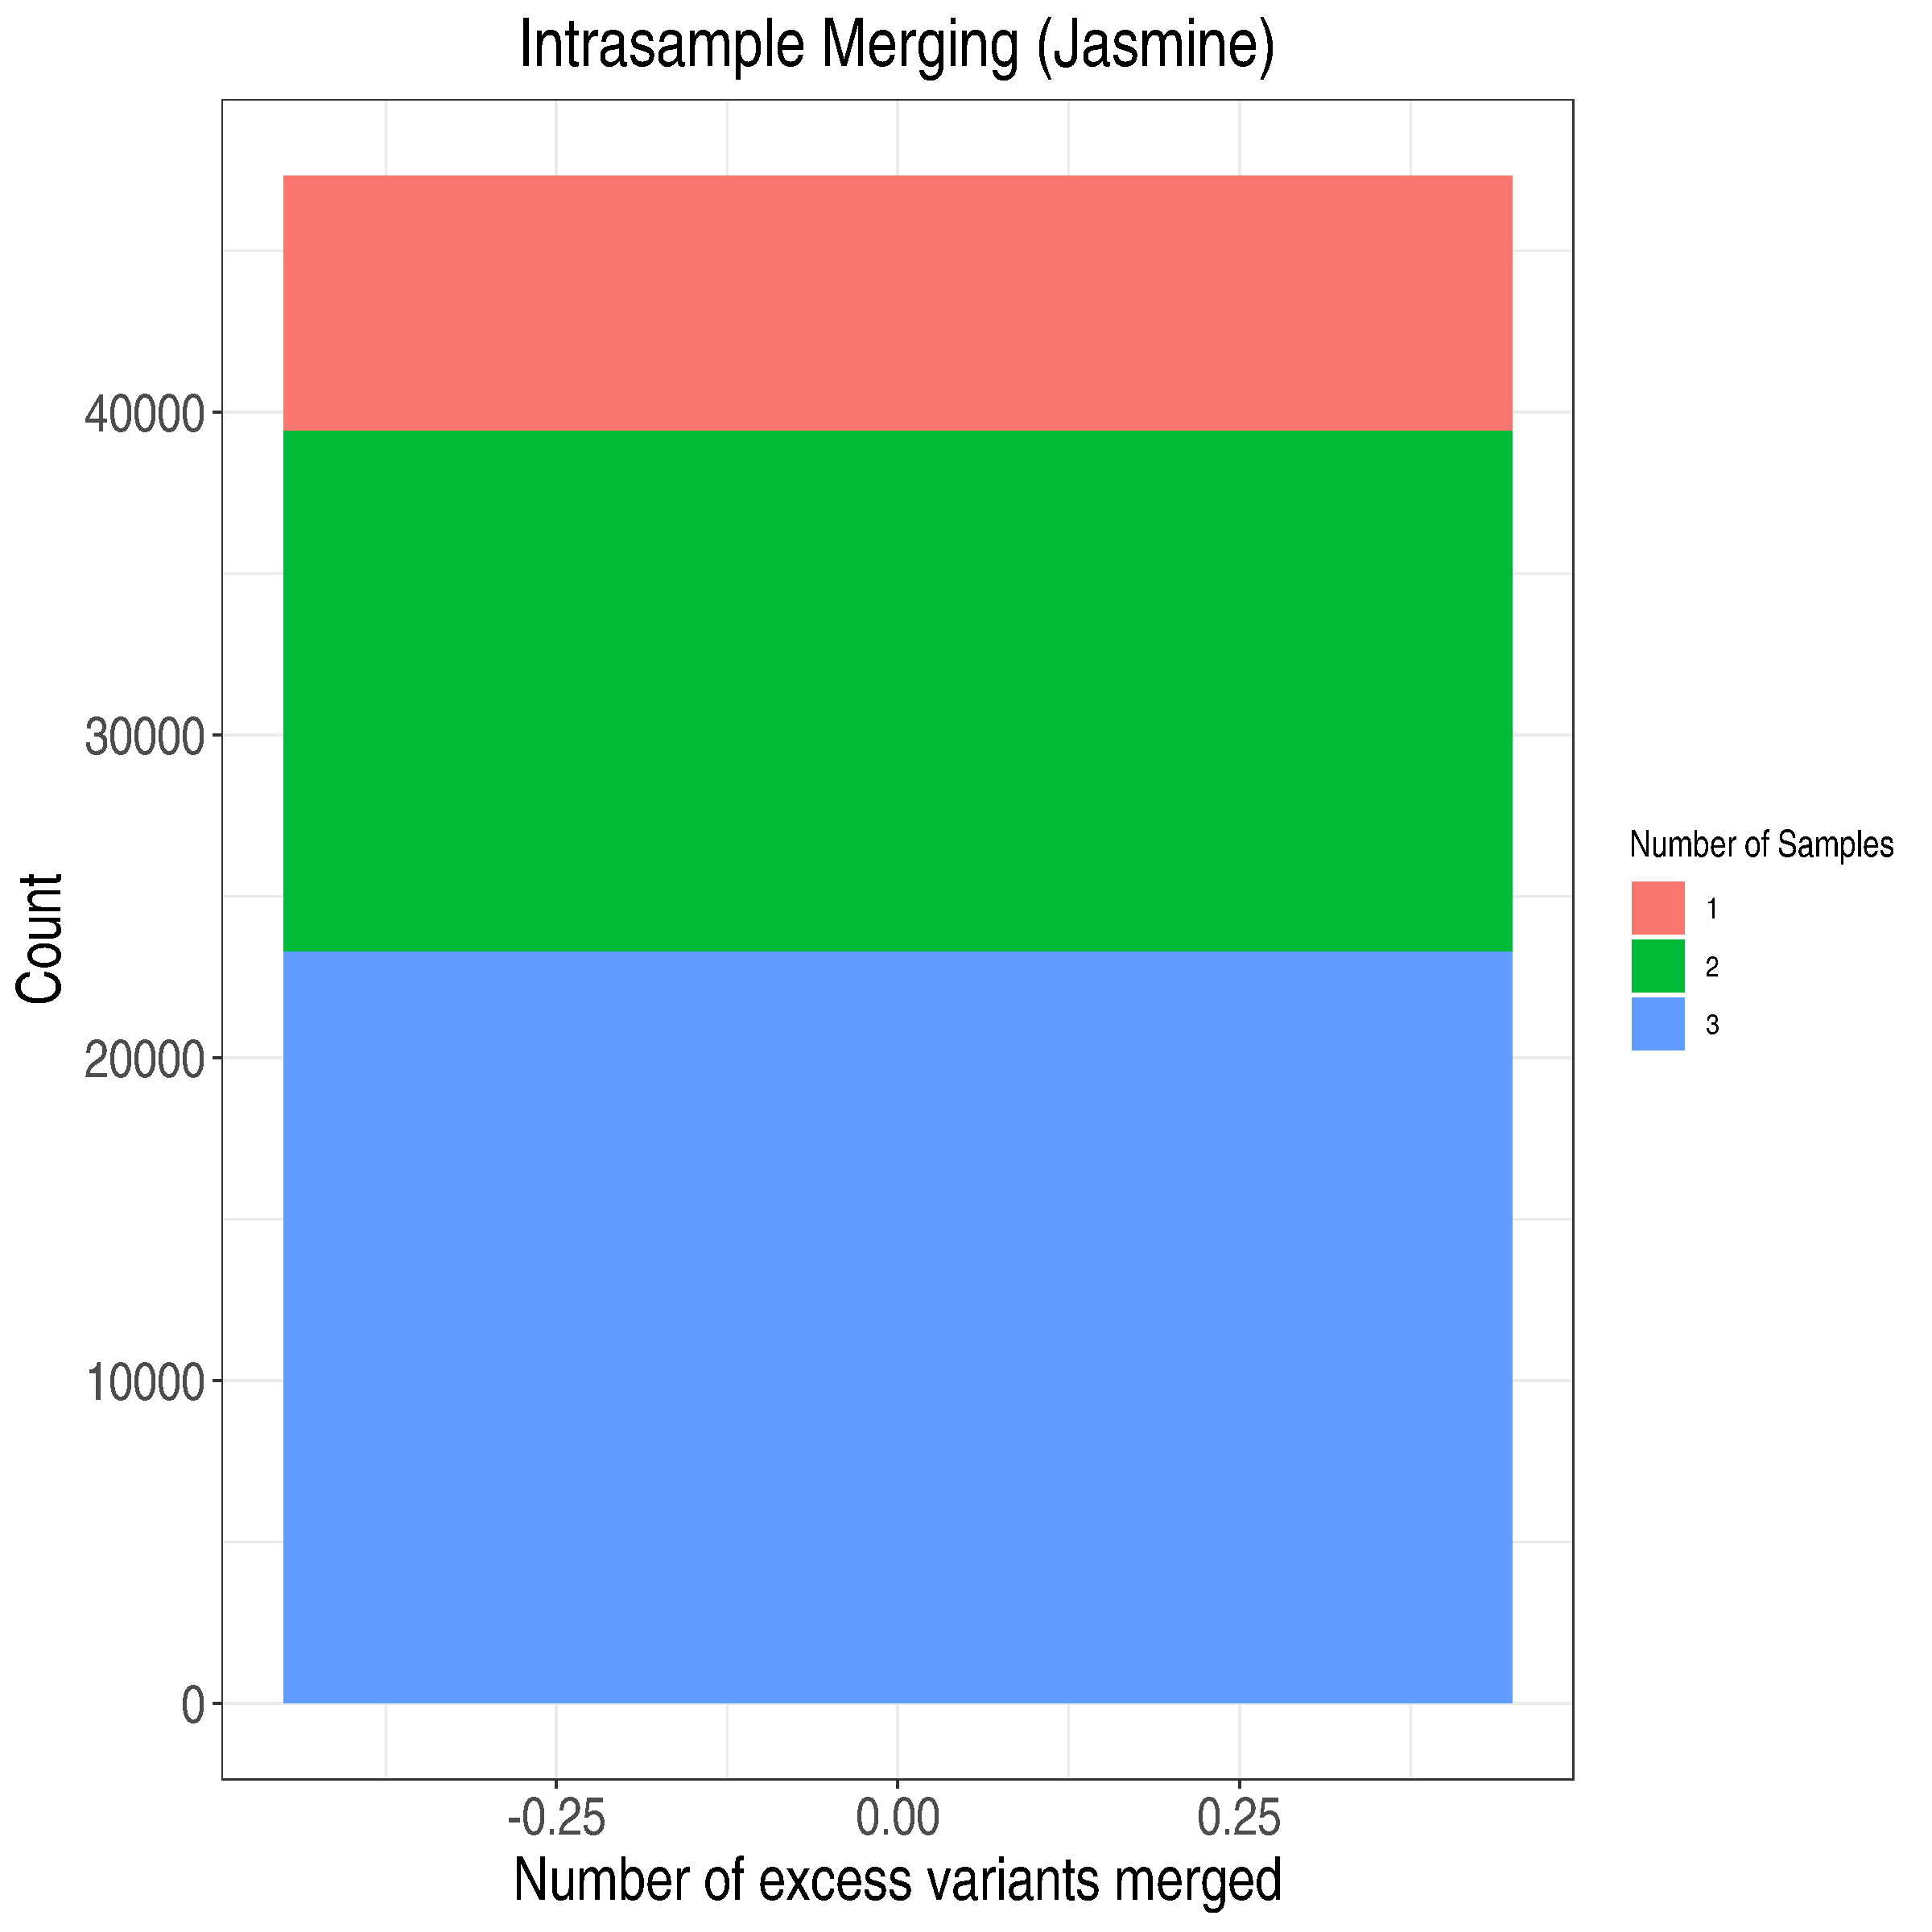 Intrasample Merging (Jasmine)
Count
40000
30000
20000
10000
0
-0.25
0.00
0.25
Number of excess variants merged
Number of Samples
1
2
3